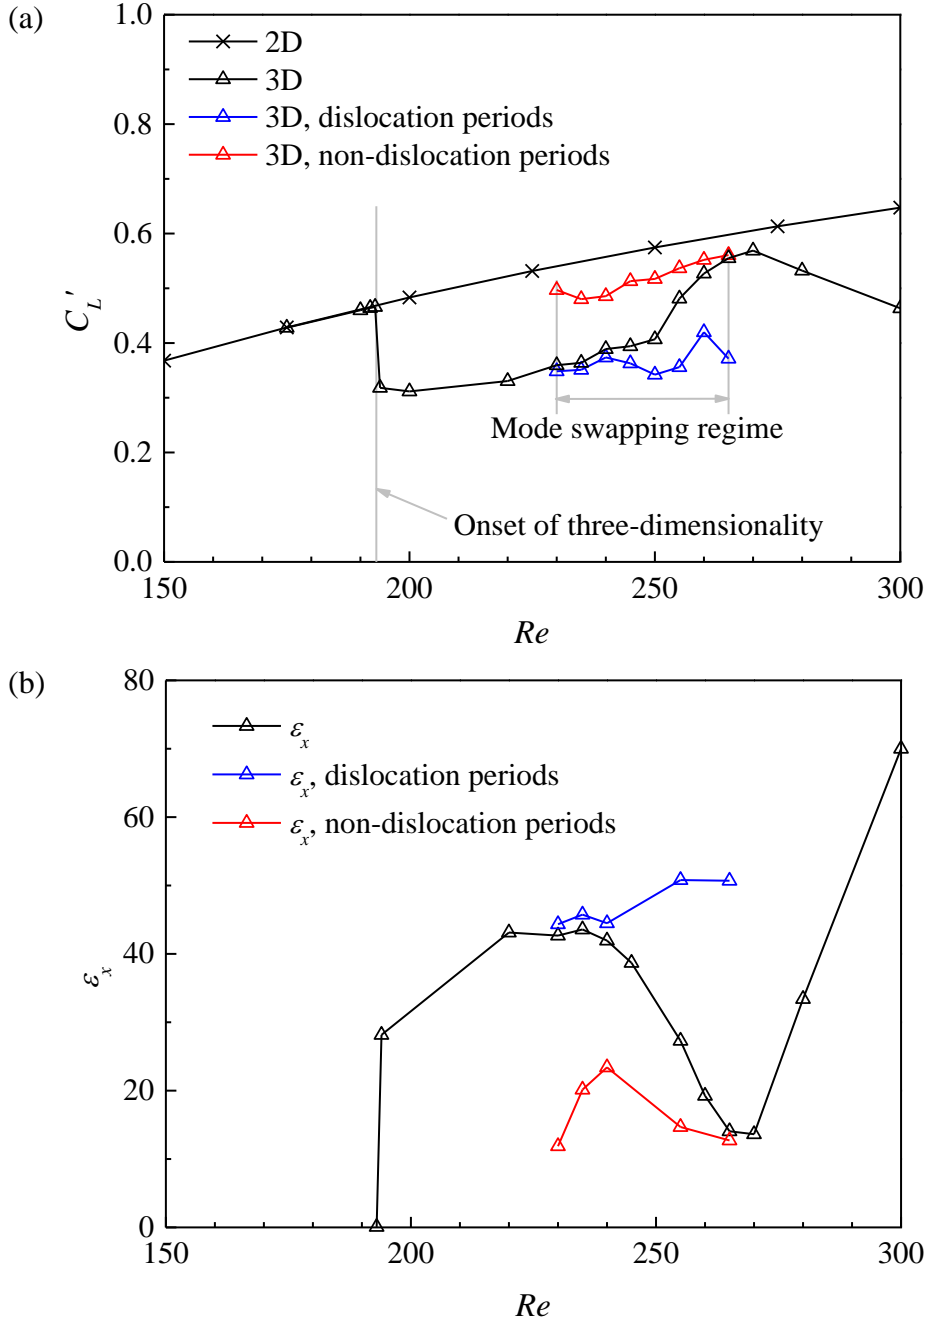 (a)
1.0
0.8
0.6
0.4
0.2
0.0
C_L'
2D
3D
3D, dislocation periods
3D, non-dislocation periods
Mode swapping regime
Onset of three-dimensionality
150
200
250
300
Re
(b)
80
60
40
20
0
ε_x
ε_x
ε_x, dislocation periods
ε_x, non-dislocation periods
150
200
250
300
Re